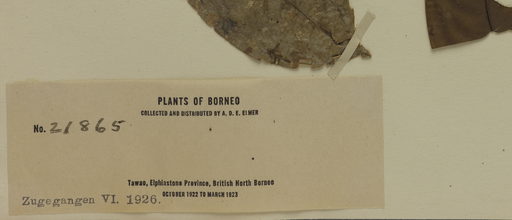 PLANTS OF BORNEO
COLLECTED AND DISTRIBUTED BY A. D. E. ELMER
No. 21865
Tawao, Elphinstone Province, British North Borneo
OCTOBER 1922 TO MARCH 1923
Zugegangen VI. 1926.